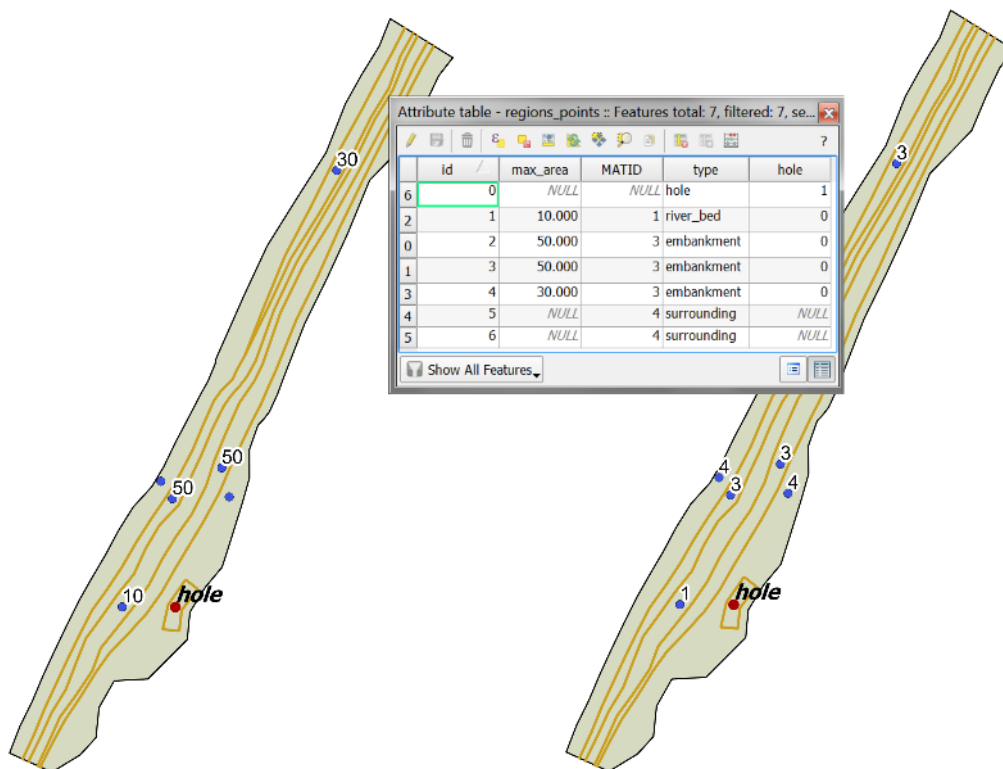 Attribute table - regions_points :: Features total: 7, filtered: 7, se...
ε
?
id max_area MATID type hole
6 0 NULL NULL hole 1
2 1 10.000 1 river_bed 0
0 2 50.000 3 embankment 0
1 3 50.000 3 embankment 0
3 4 30.000 3 embankment 0
4 5 NULL 4 surrounding NULL
5 6 NULL 4 surrounding NULL
Show All Features
30
50
50
10
hole
3
4
3
3
4
1
hole